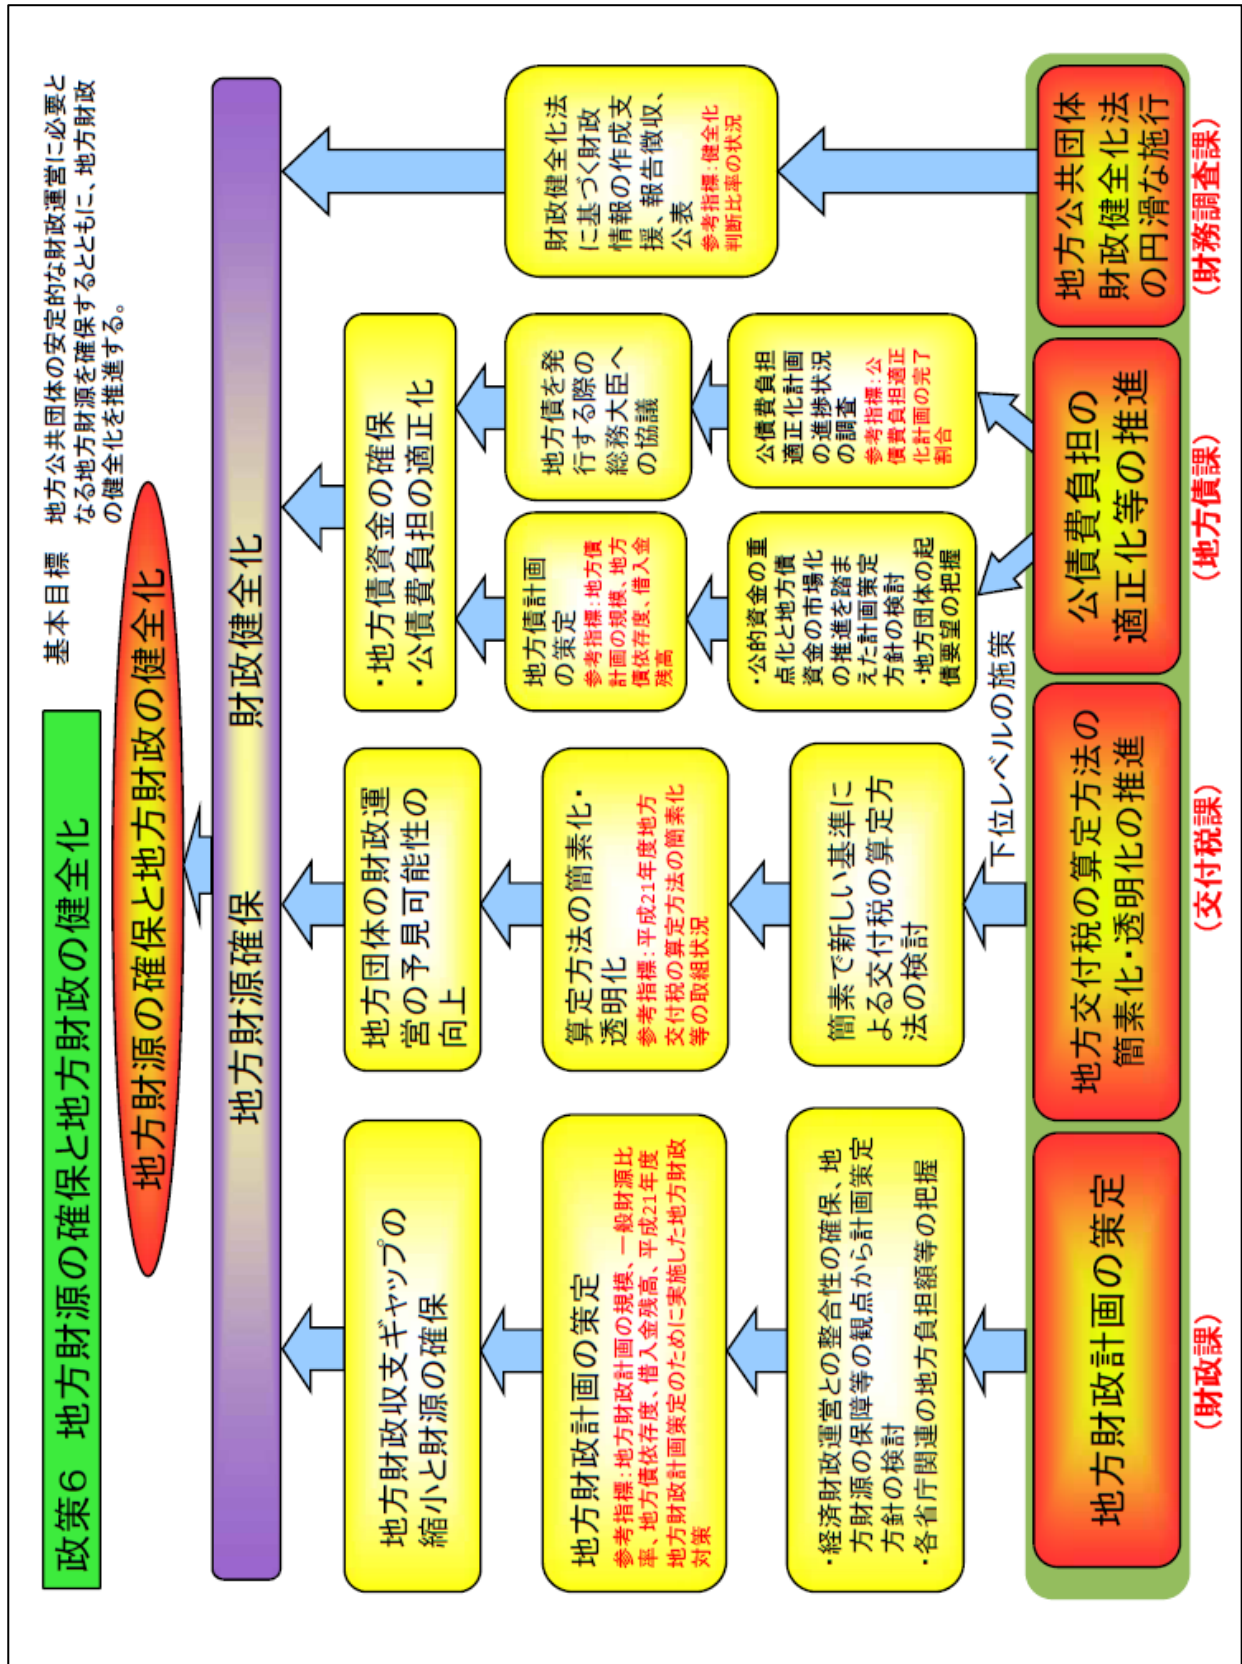 政策６　地方財源の確保と地方財政の健全化
基本目標　地方公共団体の安定的な財政運営に必要と
なる地方財源を確保するとともに、地方財政
の健全化を推進する。
地方財源の確保と地方財政の健全化
地方財源確保　財政健全化
地方財政収支ギャップの
縮小と財源の確保
地方団体の財政運
営の予見可能性の
向上
・地方債資金の確保
・公債費負担の適正化
地方財政計画の策定
参考指標：地方財政計画の規模、一般財源比
率、地方債依存度、借入金残高、平成21年度
地方財政計画策定のために実施した地方財政
対策
算定方法の簡素化・
透明化
参考指標：平成21年度地方
交付税の算定方法の簡素化
等の取組状況
地方債計画
の策定
参考指標：地方債
計画の規模、地方
債依存度、借入金
残高
地方債を発
行する際の
総務大臣へ
の協議
財政健全化法
に基づく財政
情報の作成支
援、報告徴収、
公表
参考指標：健全化
判断比率の状況
・経済財政運営との整合性の確保、地
方財源の保障等の観点から計画策定
方針の検討
・各省庁関連の地方負担額等の把握
簡素で新しい基準に
よる交付税の算定方
法の検討
・公的資金の重
点化と地方債
資金の市場化
の推進を踏ま
えた計画策定
方針の検討
・地方団体の起
債要望の把握
公債費負担
適正化計画
の進捗状況
の調査
参考指標：公
債費負担適正
化計画の完了
割合
下位レベルの施策
地方財政計画の策定
地方交付税の算定方法の
簡素化・透明化の推進
公債費負担の
適正化等の推進
地方公共団体
財政健全化法
の円滑な施行
（財政課）
（交付税課）
（地方債課）
（財務調査課）